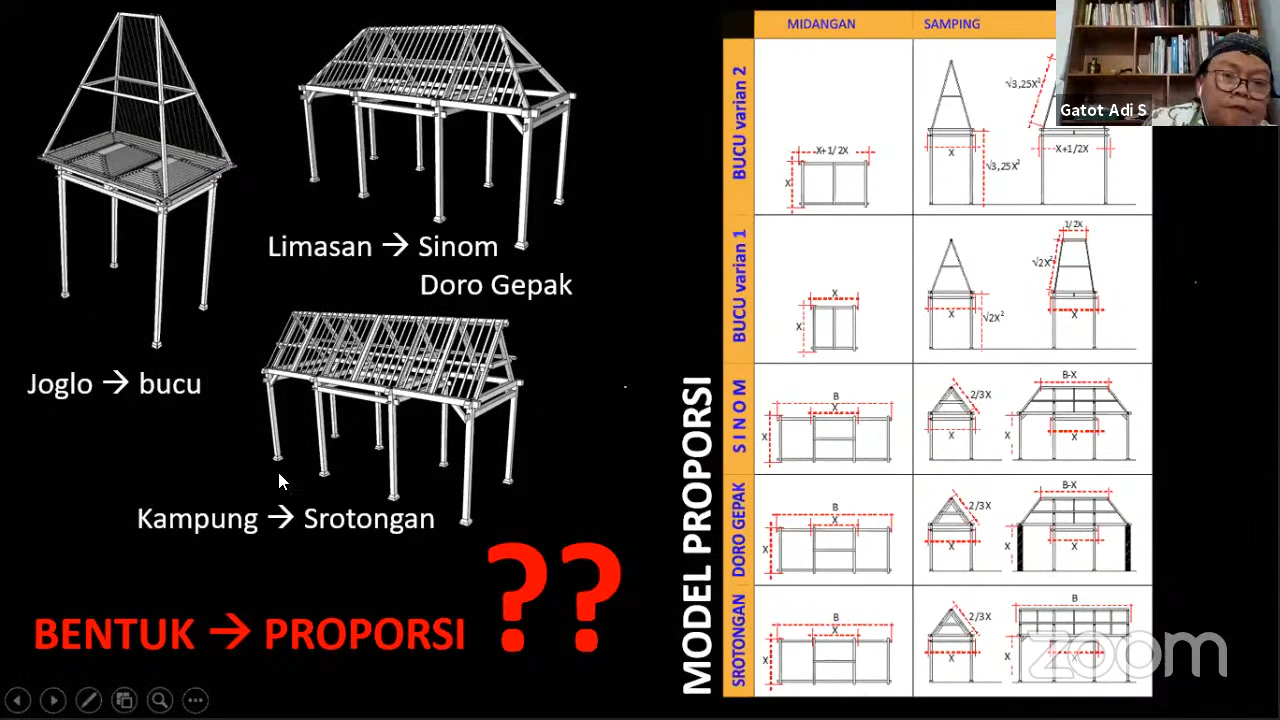 Limasan → Sinom
Doro Gepak
Joglo → bucu
Kampung → Srotongan
BENTUK → PROPORSI ??
MODEL PROPORSI
MIDANGAN
SAMPING
Gatot Adi S
BUCU varian 2
X+1/2X
X
X
√3,25X²
√3,25X²
X+1/2X
BUCU varian 1
X
X
X
√2X²
1/2X
√2X²
X
SINOM
B
X
X
2/3X
X
B-X
X
X
DORO GEPAK
B
X
X
2/3X
X
B-X
X
X
SROTONGAN
B
X
X
2/3X
X
B
X
X
zoom